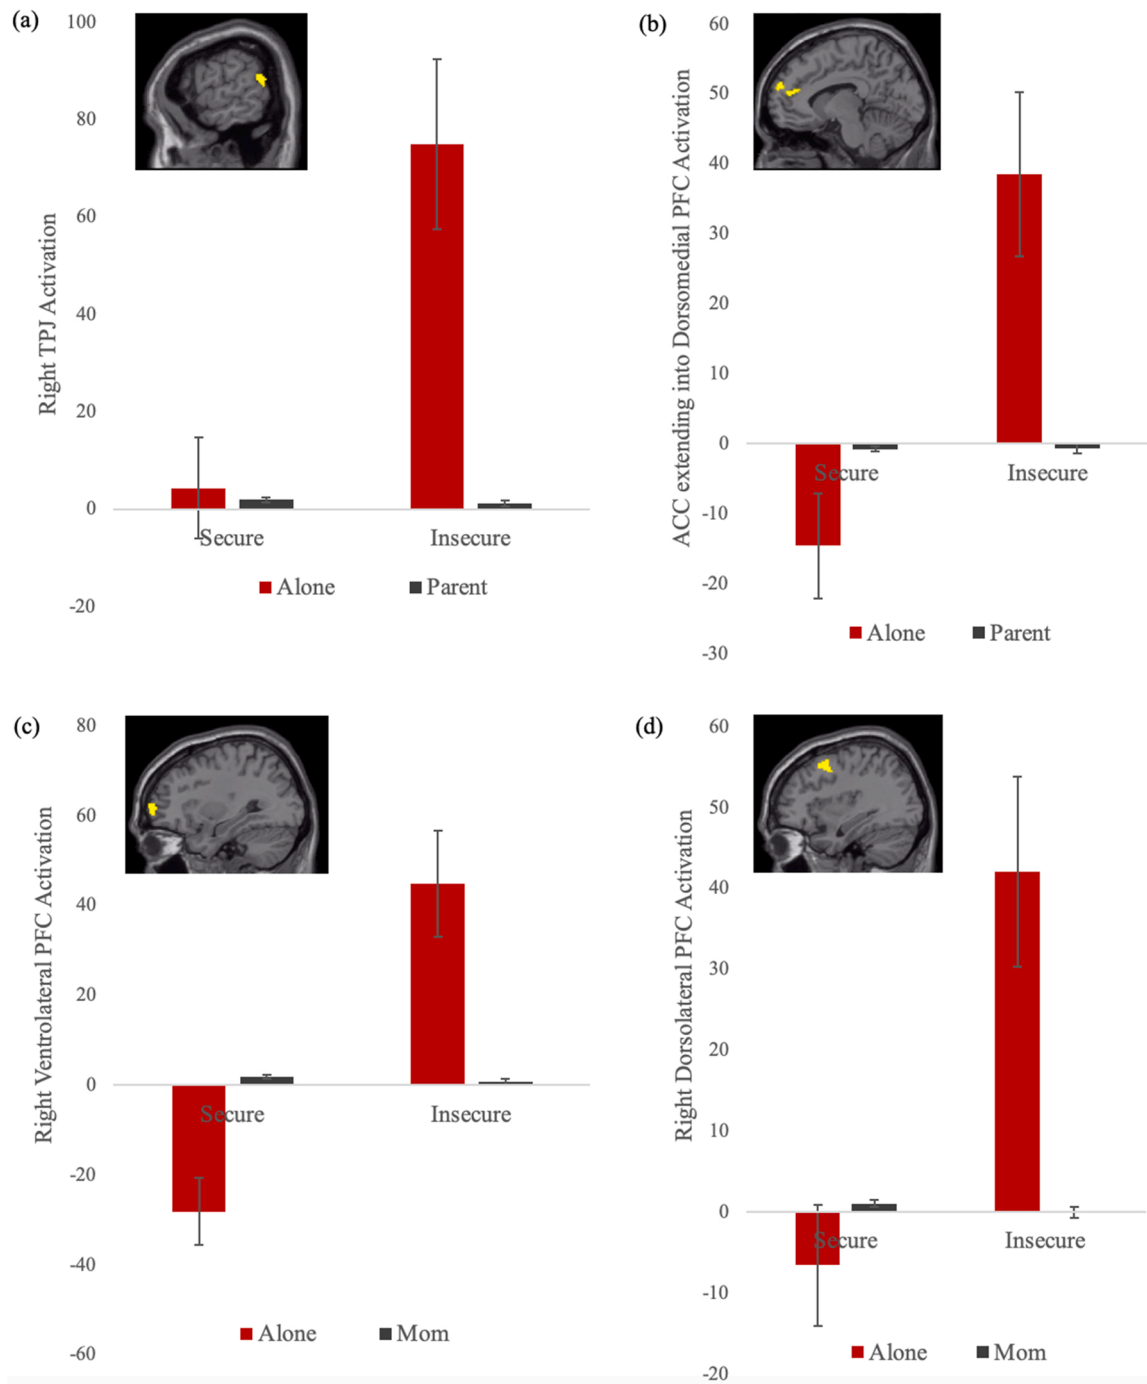 (a)
Right TPJ Activation
100
80
60
40
20
0
-20
Secure
Insecure
Alone
Parent
(b)
ACC extending into Dorsomedial PFC Activation
60
50
40
30
20
10
0
-10
-20
-30
Secure
Insecure
Alone
Parent
(c)
Right Ventrolateral PFC Activation
80
60
40
20
0
-20
-40
-60
Secure
Insecure
Alone
Mom
(d)
Right Dorsolateral PFC Activation
60
50
40
30
20
10
0
-10
-20
Secure
Insecure
Alone
Mom